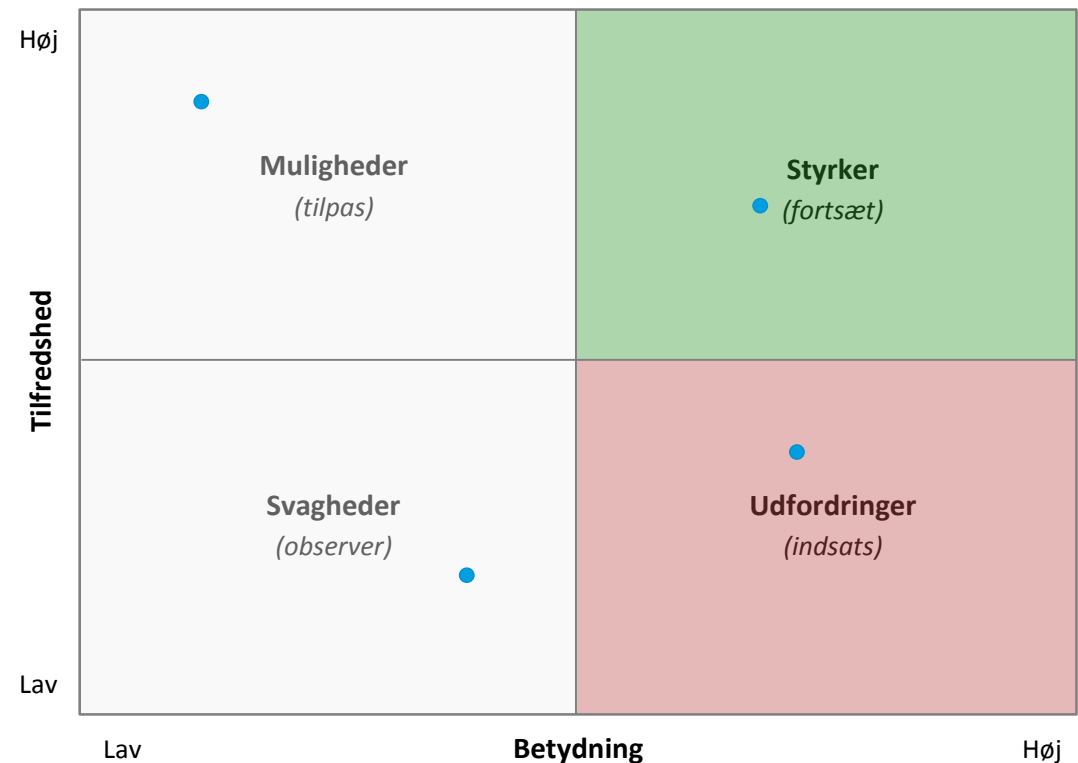 Høj
Muligheder
(tilpas)
Styrker
(fortsæt)
Tilfredshed
Svagheder
(observer)
Udfordringer
(indsats)
Lav
Lav
Betydning
Høj